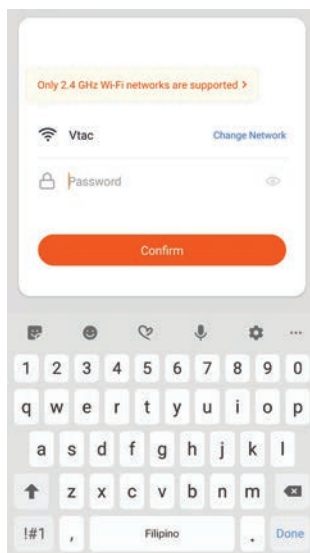 Only 2.4 GHz Wi-Fi networks are supported >
Vtac Change Network
Password
Confirm
1 2 3 4 5 6 7 8 9 0
q w e r t y u i o p
a s d f g h j k l
z x c v b n m
!#1 , Filipino . Done